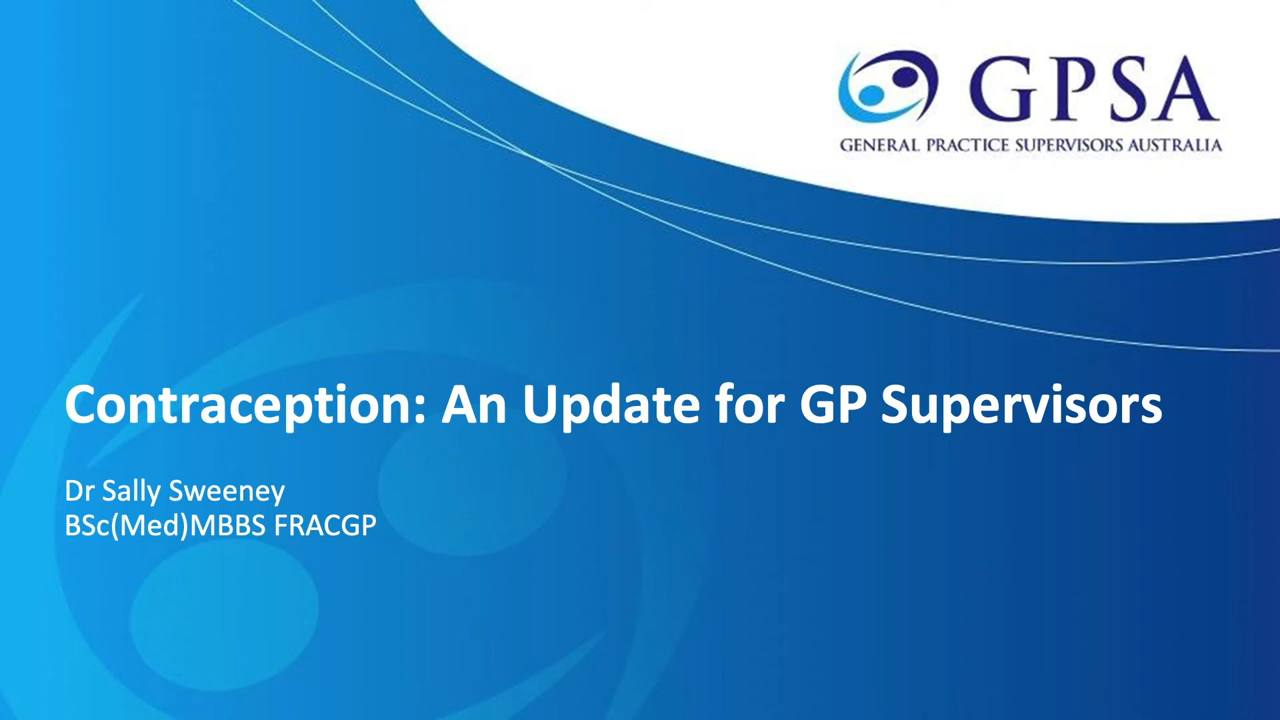 GPSA
GENERAL PRACTICE SUPERVISORS AUSTRALIA
Contraception: An Update for GP Supervisors
Dr Sally Sweeney
BSc(Med)MBBS FRACGP